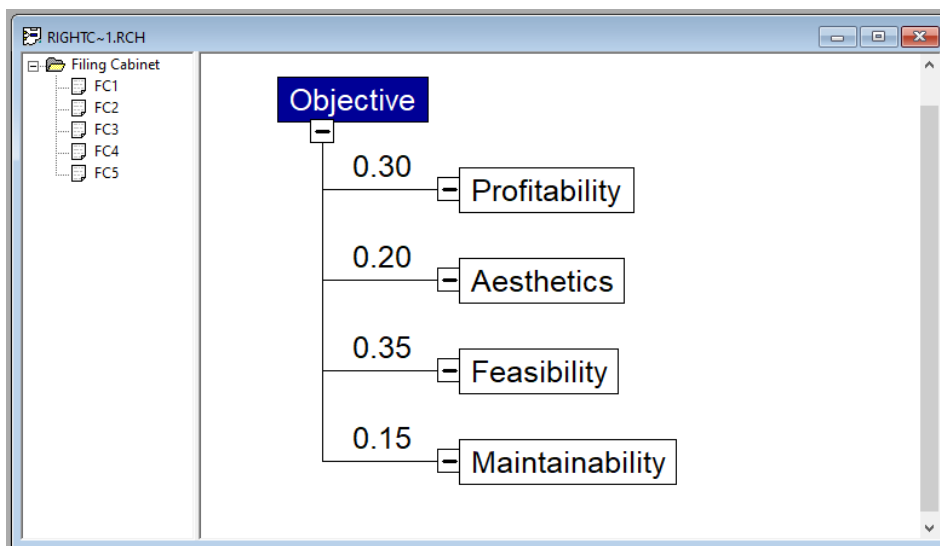 RIGHTC~1.RCH
Filing Cabinet
FC1
FC2
FC3
FC4
FC5
Objective
0.30
Profitability
0.20
Aesthetics
0.35
Feasibility
0.15
Maintainability